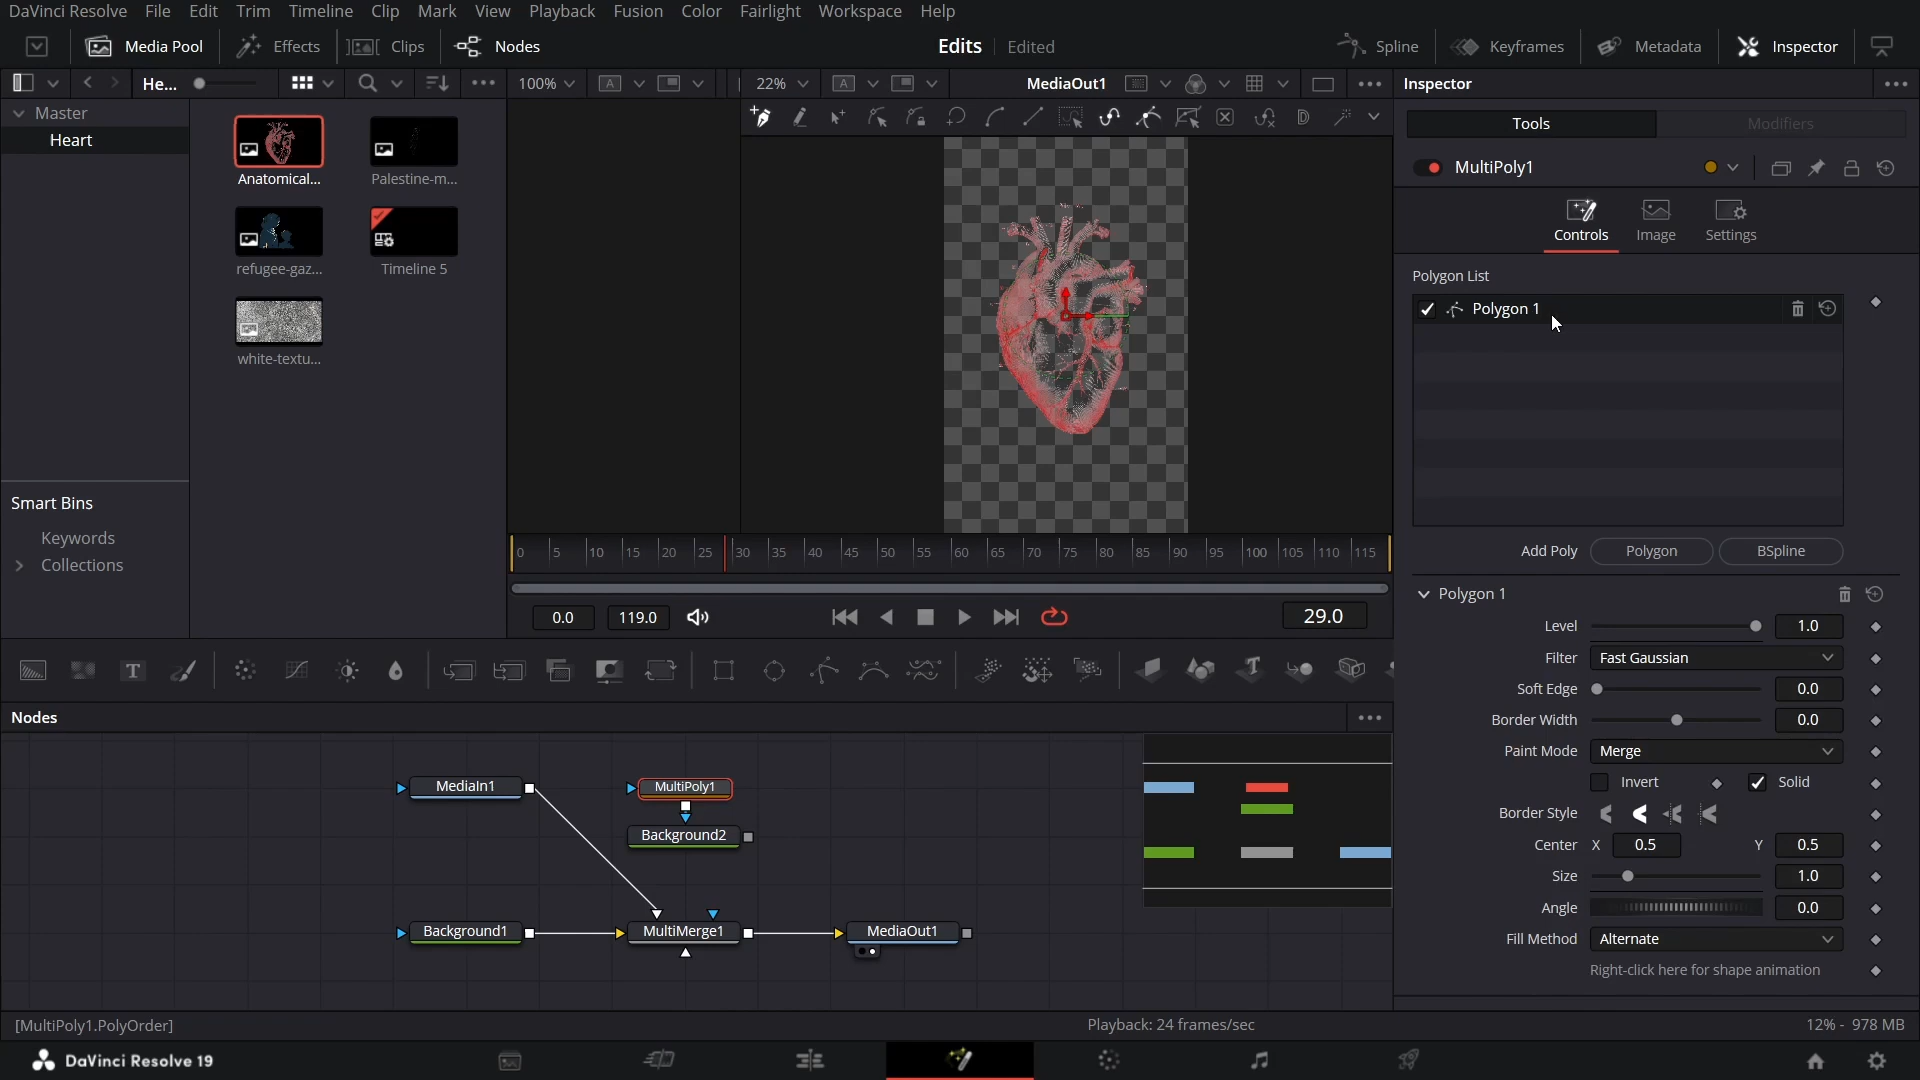 DaVinci Resolve File Edit Trim Timeline Clip Mark View Playback Fusion Color Fairlight Workspace Help
Media Pool Effects Clips Nodes Edits Edited Spline Keyframes Metadata Inspector
He... 100% 22% MediaOut1 Inspector
Master
Heart
Anatomical...
Palestine-m...
refugee-gaz...
Timeline 5
white-textu...
Smart Bins
Keywords
Collections
Tools Modifiers
MultiPoly1
Controls Image Settings
Polygon List
Polygon 1
Add Poly Polygon BSpline
0 5 10 15 20 25 30 35 40 45 50 55 60 65 70 75 80 85 90 95 100 105 110 115
0.0 119.0 29.0
Polygon 1
Level 1.0
Filter Fast Gaussian
Soft Edge 0.0
Border Width 0.0
Paint Mode Merge
Invert Solid
Border Style
Center X 0.5 Y 0.5
Size 1.0
Angle 0.0
Fill Method Alternate
Right-click here for shape animation
Nodes
MediaIn1 MultiPoly1
Background2
Background1 MultiMerge1 MediaOut1
[MultiPoly1.PolyOrder] Playback: 24 frames/sec 12% - 978 MB
DaVinci Resolve 19